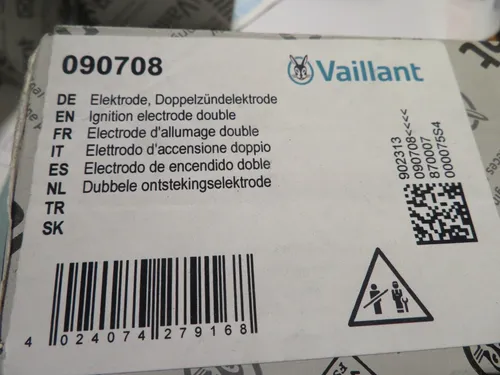 090708
Vaillant
DE Elektrode, Doppelzündelektrode
EN Ignition electrode double
FR Electrode d'allumage double
IT Elettrodo d'accensione doppio
ES Electrodo de encendido doble
NL Dubbele ontstekingselektrode
TR
SK
902313
090708<<<<
870007
000075S4
4 024074 279168